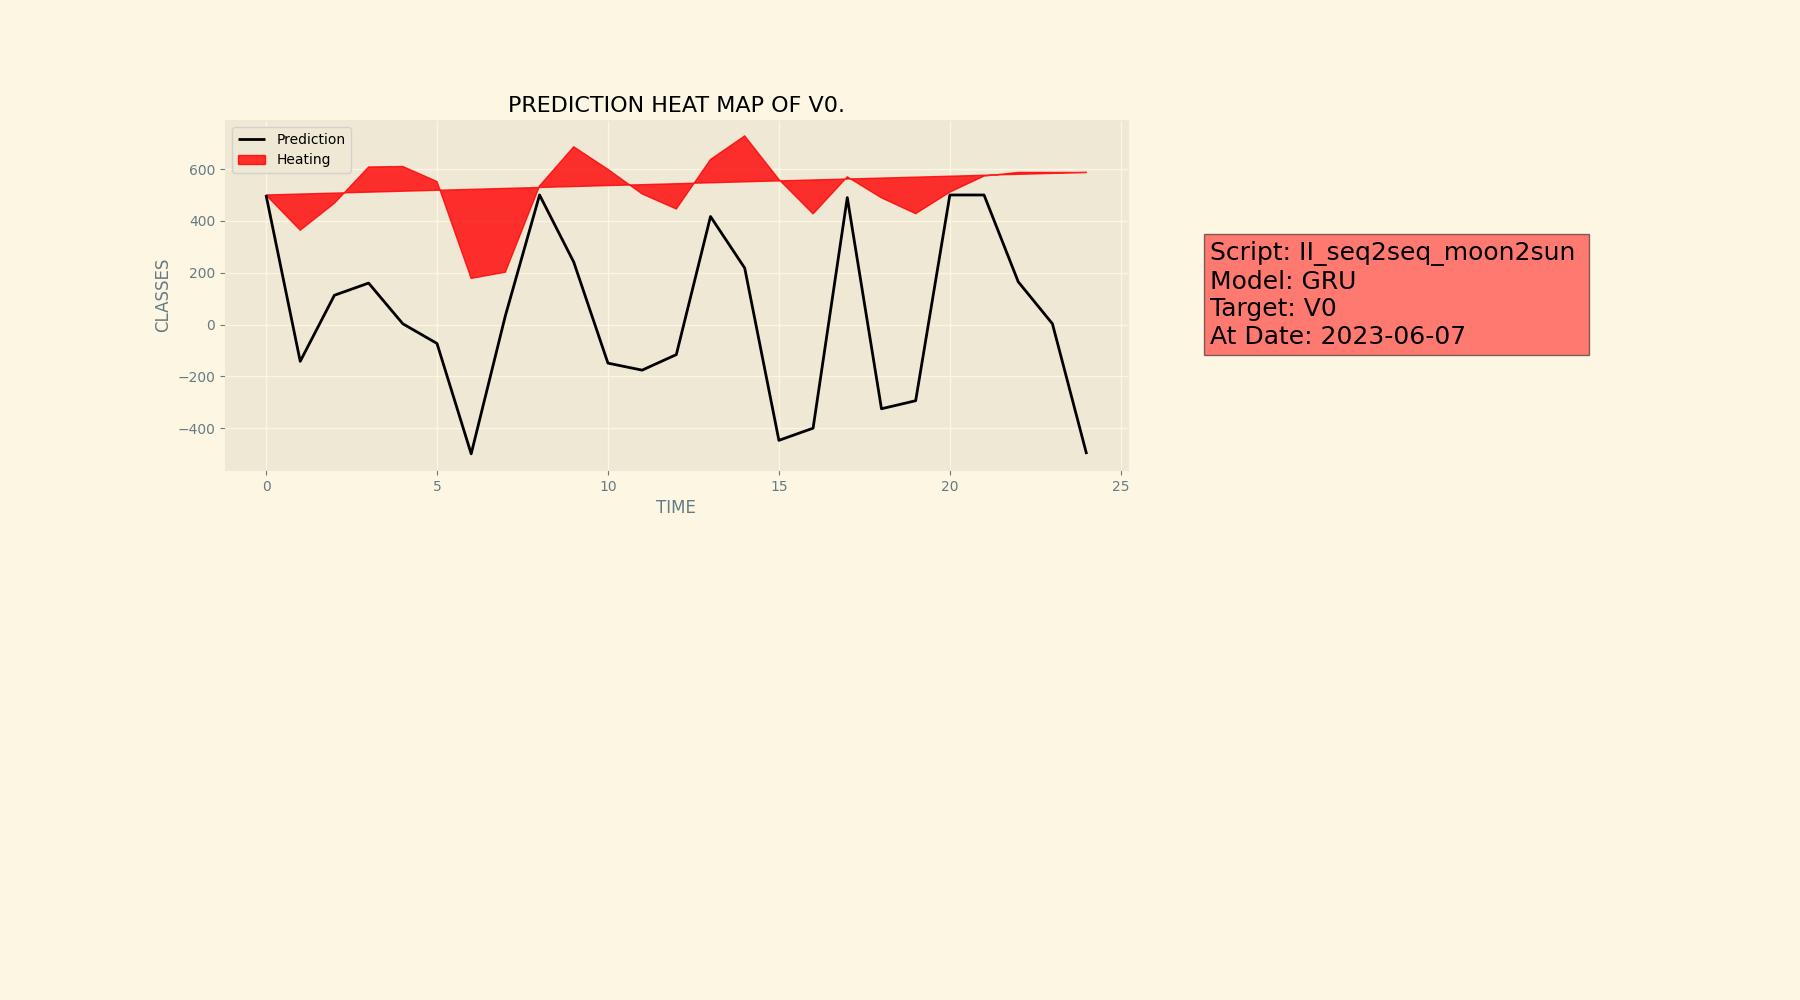 PREDICTION HEAT MAP OF V0.
Prediction
Heating
600
400
200
0
−200
−400
CLASSES
0 5 10 15 20 25
TIME
Script: II_seq2seq_moon2sun
Model: GRU
Target: V0
At Date: 2023-06-07